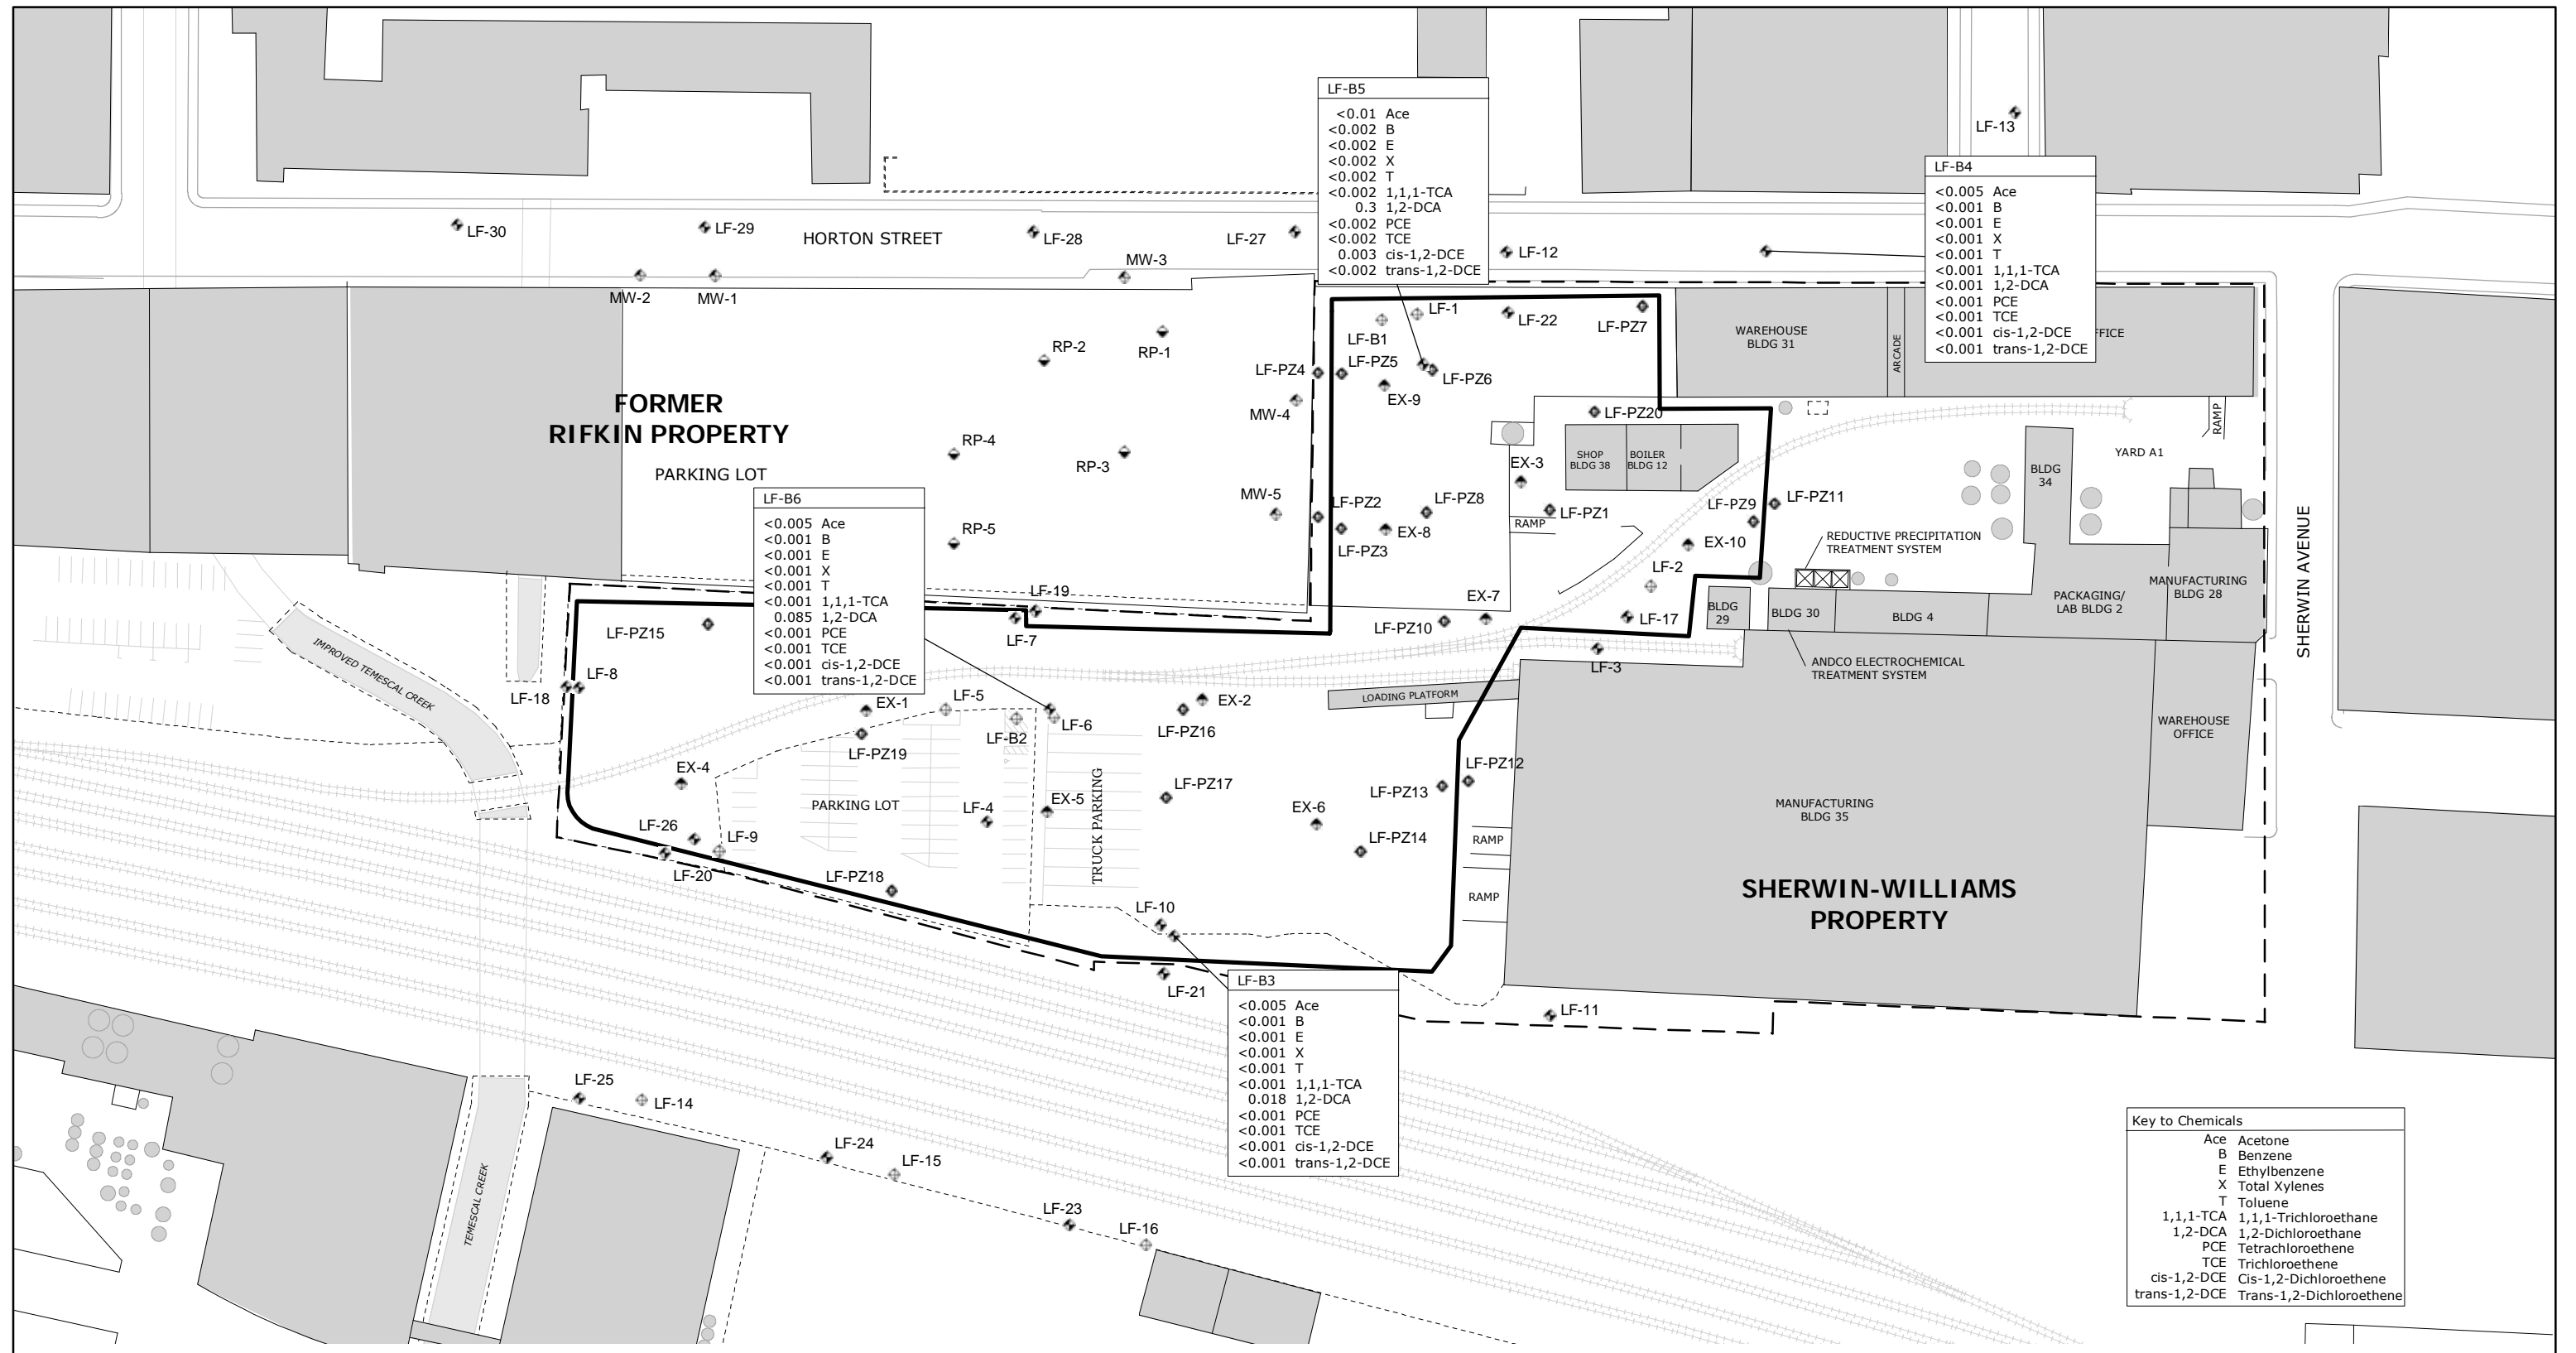 LF-B5
<0.01 Ace
<0.002 B
<0.002 E
<0.002 X
<0.002 T
<0.002 1,1,1-TCA
0.3 1,2-DCA
<0.002 PCE
<0.002 TCE
0.003 cis-1,2-DCE
<0.002 trans-1,2-DCE
LF-13
LF-B4
<0.005 Ace
<0.001 B
<0.001 E
<0.001 X
<0.001 T
<0.001 1,1,1-TCA
<0.001 1,2-DCA
<0.001 PCE
<0.001 TCE
<0.001 cis-1,2-DCE
<0.001 trans-1,2-DCE
LF-30
LF-29
HORTON STREET
LF-28
LF-27
LF-12
MW-3
MW-2
MW-1
LF-1
LF-22
LF-PZ7
LF-B1
RP-2
RP-1
LF-PZ4
LF-PZ5
LF-PZ6
EX-9
MW-4
WAREHOUSE
BLDG 31
ARCADE
FFICE
FORMER
RIFKIN PROPERTY
PARKING LOT
RP-4
RP-3
RP-5
MW-5
LF-PZ2
LF-PZ3
EX-8
LF-PZ8
EX-3
LF-PZ1
RAMP
LF-PZ20
SHOP
BLDG 38
BOILER
BLDG 12
LF-PZ9
LF-PZ11
EX-10
LF-2
LF-17
EX-7
LF-PZ10
LF-3
YARD A1
RAMP
BLDG
34
REDUCTIVE PRECIPITATION
TREATMENT SYSTEM
BLDG
29
BLDG 30
BLDG 4
PACKAGING/
LAB BLDG 2
MANUFACTURING
BLDG 28
SHERWIN AVENUE
ANDCO ELECTROCHEMICAL
TREATMENT SYSTEM
WAREHOUSE
OFFICE
LF-B6
<0.005 Ace
<0.001 B
<0.001 E
<0.001 X
<0.001 T
<0.001 1,1,1-TCA
0.085 1,2-DCA
<0.001 PCE
<0.001 TCE
<0.001 cis-1,2-DCE
<0.001 trans-1,2-DCE
LF-19
LF-7
LF-PZ15
LF-18
LF-8
IMPROVED TEMESCAL CREEK
EX-1
LF-5
LF-B2
LF-6
LF-PZ19
EX-2
LF-PZ16
LOADING PLATFORM
EX-4
PARKING LOT
LF-4
EX-5
TRUCK PARKING
LF-PZ17
EX-6
LF-PZ13
LF-PZ12
LF-PZ14
RAMP
RAMP
MANUFACTURING
BLDG 35
SHERWIN-WILLIAMS
PROPERTY
LF-26
LF-9
LF-20
LF-PZ18
LF-10
LF-21
LF-11
LF-B3
<0.005 Ace
<0.001 B
<0.001 E
<0.001 X
<0.001 T
<0.001 1,1,1-TCA
0.018 1,2-DCA
<0.001 PCE
<0.001 TCE
<0.001 cis-1,2-DCE
<0.001 trans-1,2-DCE
LF-25
LF-14
LF-24
LF-15
LF-23
LF-16
TEMESCAL CREEK
Key to Chemicals
Ace Acetone
B Benzene
E Ethylbenzene
X Total Xylenes
T Toluene
1,1,1-TCA 1,1,1-Trichloroethane
1,2-DCA 1,2-Dichloroethane
PCE Tetrachloroethene
TCE Trichloroethene
cis-1,2-DCE Cis-1,2-Dichloroethene
trans-1,2-DCE Trans-1,2-Dichloroethene